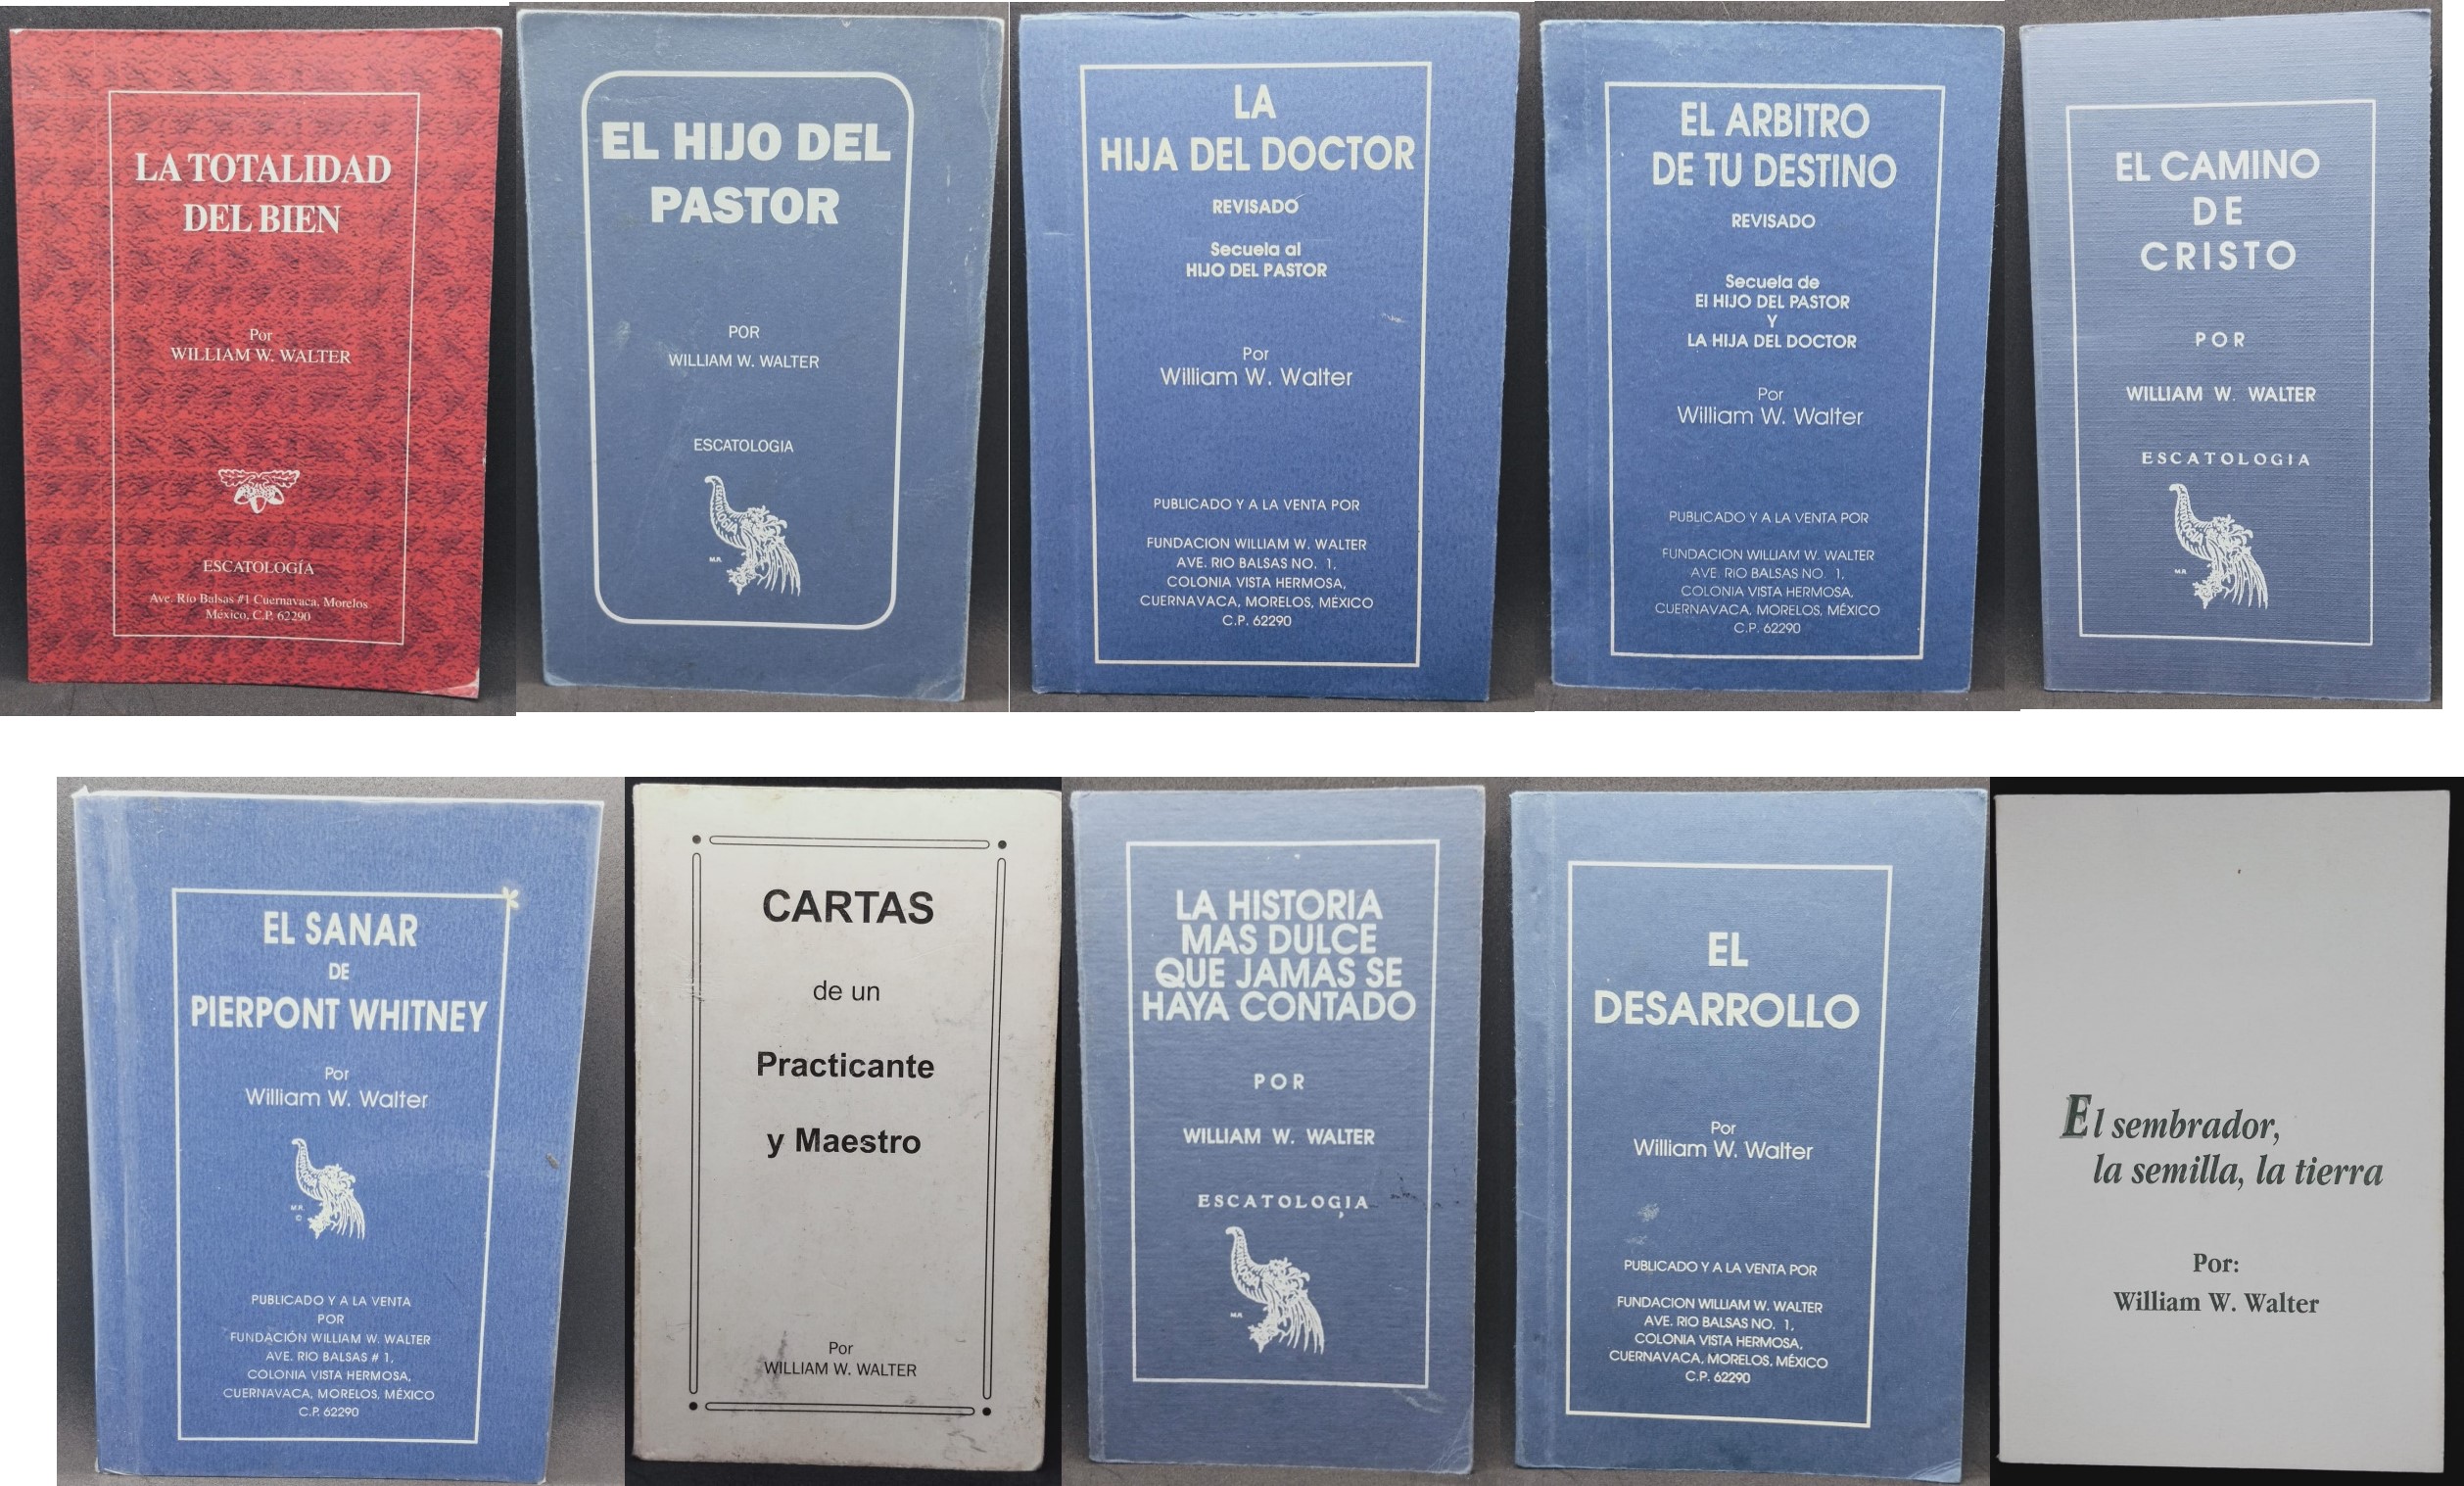 LA TOTALIDAD
DEL BIEN
Por
WILLIAM W. WALTER
ESCATOLOGÍA
Ave. Río Balsas #1 Cuernavaca, Morelos
México, C.P. 62290
EL HIJO DEL
PASTOR
POR
WILLIAM W. WALTER
ESCATOLOGIA
M.R.
LA
HIJA DEL DOCTOR
REVISADO
Secuela al
HIJO DEL PASTOR
Por
William W. Walter
PUBLICADO Y A LA VENTA POR
FUNDACION WILLIAM W. WALTER
AVE. RIO BALSAS NO. 1,
COLONIA VISTA HERMOSA,
CUERNAVACA, MORELOS, MÉXICO
C.P. 62290
EL ARBITRO
DE TU DESTINO
REVISADO
Secuela de
El HIJO DEL PASTOR
Y
LA HIJA DEL DOCTOR
Por
William W. Walter
PUBLICADO Y A LA VENTA POR
FUNDACION WILLIAM W. WALTER
AVE. RIO BALSAS NO. 1,
COLONIA VISTA HERMOSA,
CUERNAVACA, MORELOS, MÉXICO
C.P. 62290
EL CAMINO
DE
CRISTO
POR
WILLIAM W. WALTER
ESCATOLOGIA
M.R.
EL SANAR
DE
PIERPONT WHITNEY
Por
William W. Walter
M.R.
©
PUBLICADO Y A LA VENTA
POR
FUNDACIÓN WILLIAM W. WALTER
AVE. RIO BALSAS # 1,
COLONIA VISTA HERMOSA,
CUERNAVACA, MORELOS, MÉXICO
C.P. 62290
CARTAS
de un
Practicante
y Maestro
Por
WILLIAM W. WALTER
LA HISTORIA
MAS DULCE
QUE JAMAS SE
HAYA CONTADO
POR
WILLIAM W. WALTER
ESCATOLOGIA
M.R.
EL
DESARROLLO
Por
William W. Walter
PUBLICADO Y A LA VENTA POR
FUNDACION WILLIAM W. WALTER
AVE. RIO BALSAS NO. 1,
COLONIA VISTA HERMOSA,
CUERNAVACA, MORELOS, MÉXICO
C.P. 62290
El sembrador,
la semilla, la tierra
Por:
William W. Walter